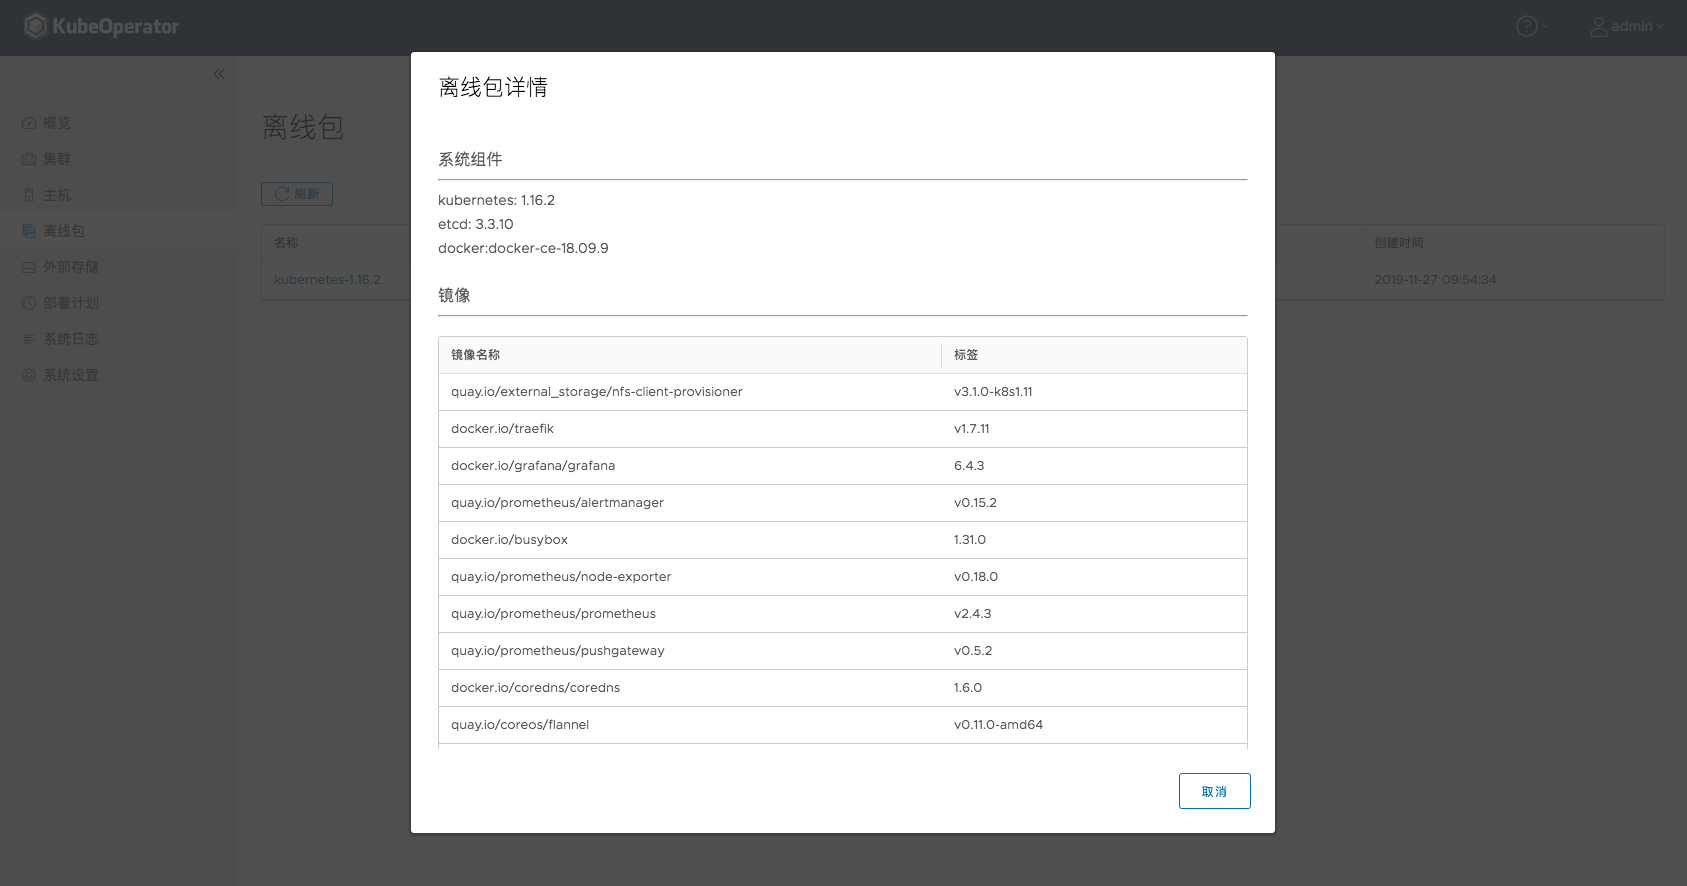 KubeOperator
admin
概览
集群
主机
离线包
外部存储
部署计划
系统日志
系统设置
离线包
刷新
名称
创建时间
kubernetes-1.16.2
2019-11-27 09:54:34
离线包详情
系统组件
kubernetes: 1.16.2
etcd: 3.3.10
docker:docker-ce-18.09.9
镜像
镜像名称 标签
quay.io/external_storage/nfs-client-provisioner v3.1.0-k8s1.11
docker.io/traefik v1.7.11
docker.io/grafana/grafana 6.4.3
quay.io/prometheus/alertmanager v0.15.2
docker.io/busybox 1.31.0
quay.io/prometheus/node-exporter v0.18.0
quay.io/prometheus/prometheus v2.4.3
quay.io/prometheus/pushgateway v0.5.2
docker.io/coredns/coredns 1.6.0
quay.io/coreos/flannel v0.11.0-amd64
取消